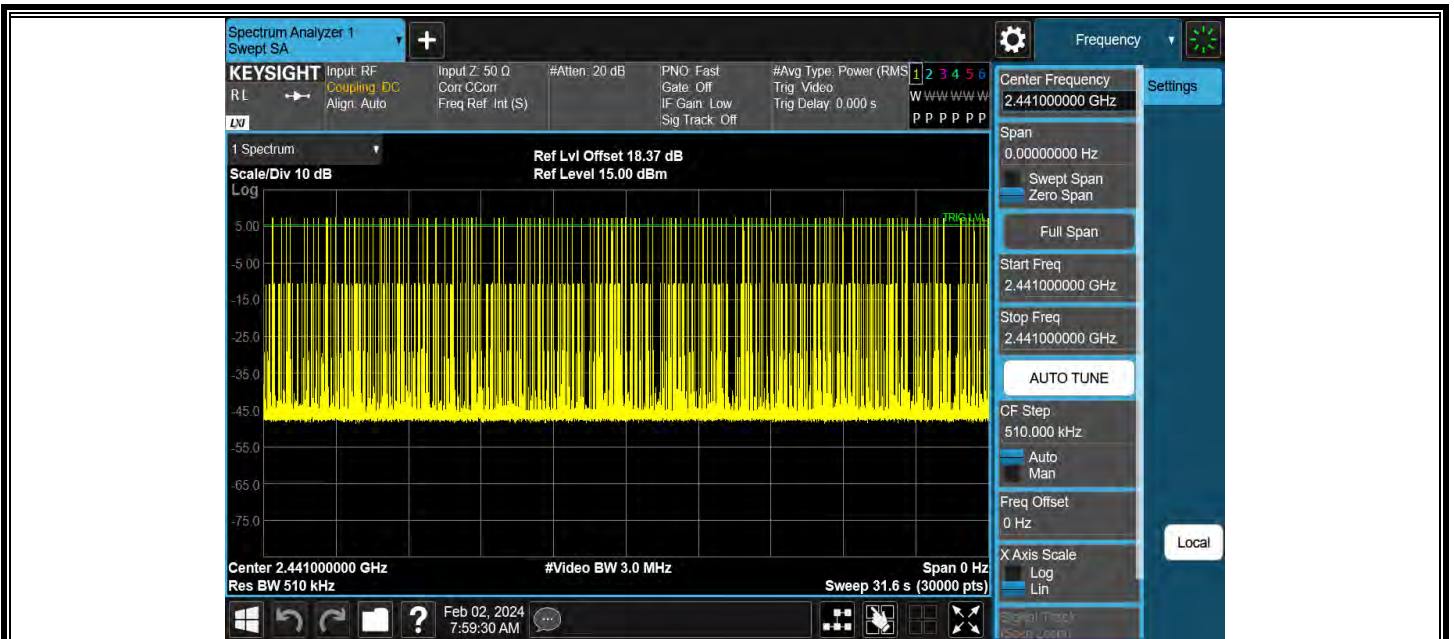 Spectrum Analyzer 1
Swept SA
+
Frequency
KEYSIGHT
RL
LXI
Input: RF
Coupling: DC
Align: Auto
Input Z: 50 Ω
Corr CCorr
Freq Ref: Int (S)
#Atten: 20 dB
PNO: Fast
Gate: Off
IF Gain: Low
Sig Track: Off
#Avg Type: Power (RMS
Trig: Video
Trig Delay: 0.000 s
1 2 3 4 5 6
W W W W W W
P P P P P P
Center Frequency
2.441000000 GHz
Settings
Span
0.00000000 Hz
Swept Span
Zero Span
Full Span
Start Freq
2.441000000 GHz
Stop Freq
2.441000000 GHz
AUTO TUNE
CF Step
510.000 kHz
Auto
Man
Freq Offset
0 Hz
X Axis Scale
Log
Lin
Local
1 Spectrum
Scale/Div 10 dB
Log
Ref Lvl Offset 18.37 dB
Ref Level 15.00 dBm
TRIG LVL
5.00
-5.00
-15.0
-25.0
-35.0
-45.0
-55.0
-65.0
-75.0
Center 2.441000000 GHz
Res BW 510 kHz
#Video BW 3.0 MHz
Span 0 Hz
Sweep 31.6 s (30000 pts)
?
Feb 02, 2024
7:59:30 AM